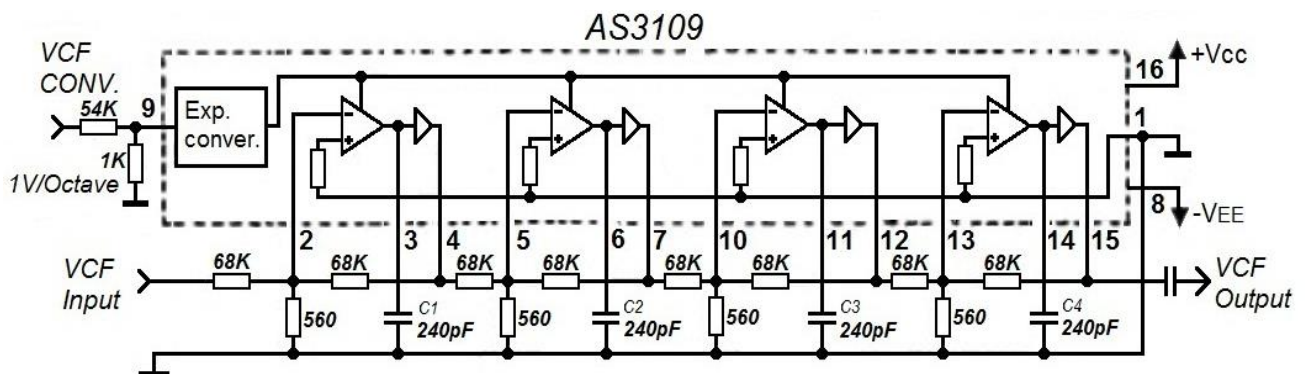 AS3109
VCF
CONV.
54K
9
Exp.
conver.
1K
1V/Octave
16
+Vcc
1
8
-VEE
2
3
4
5
6
7
10
11
12
13
14
15
VCF
Input
68K
68K
68K
68K
68K
68K
68K
68K
VCF
Output
560
C1
240pF
560
C2
240pF
560
C3
240pF
560
C4
240pF